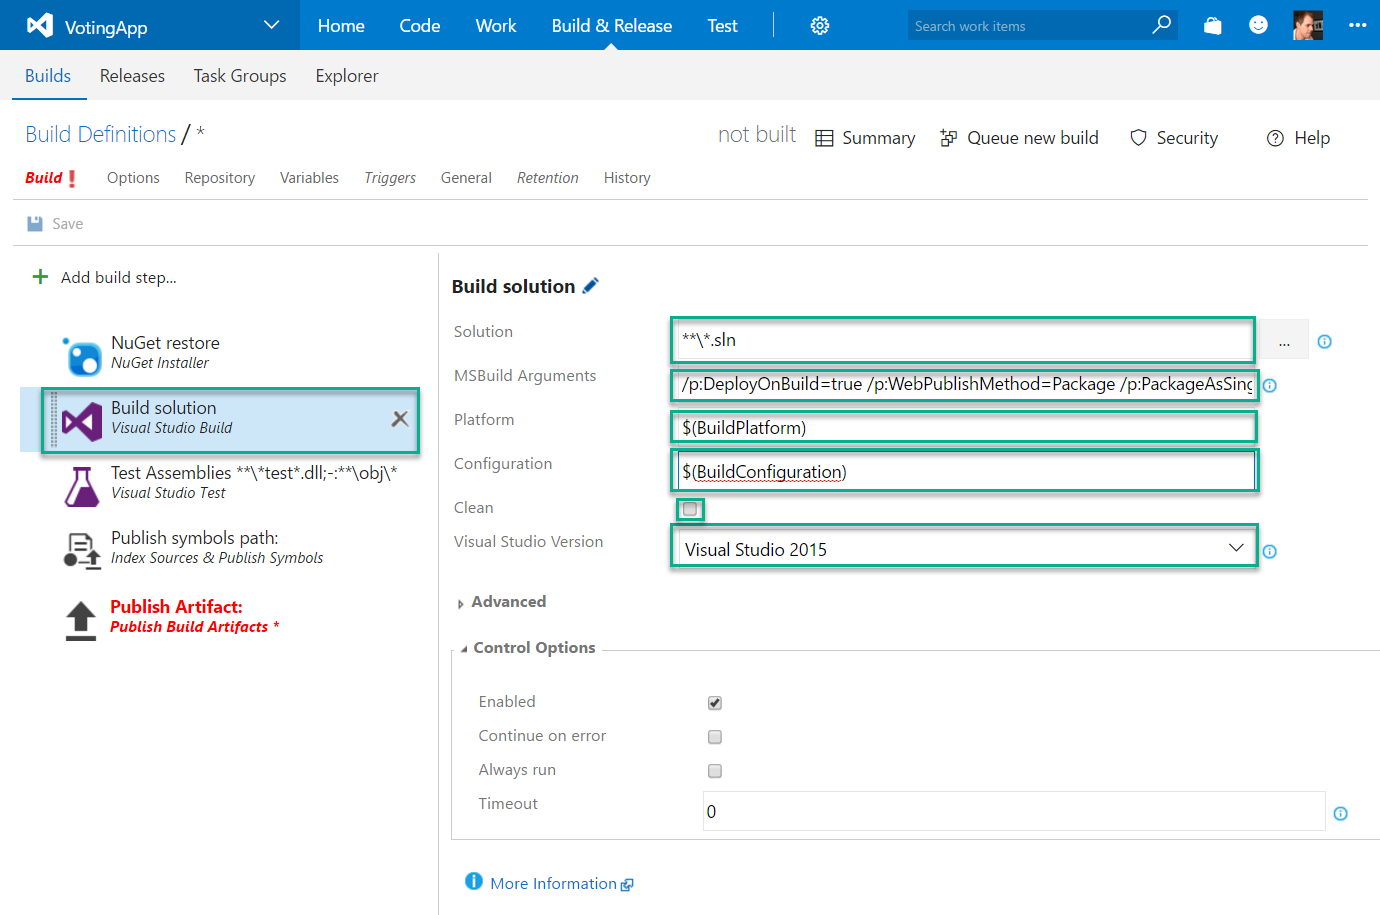 VotingApp Home Code Work Build & Release Test Search work items
Builds Releases Task Groups Explorer
Build Definitions / * not built Summary Queue new build Security Help
Build ! Options Repository Variables Triggers General Retention History
Save
Add build step...
NuGet restore
NuGet Installer
Build solution
Visual Studio Build
Test Assemblies **\*test*.dll;-:**\obj\*
Visual Studio Test
Publish symbols path:
Index Sources & Publish Symbols
Publish Artifact:
Publish Build Artifacts *
Build solution
Solution **\*.sln ...
MSBuild Arguments /p:DeployOnBuild=true /p:WebPublishMethod=Package /p:PackageAsSing
Platform $(BuildPlatform)
Configuration $(BuildConfiguration)
Clean
Visual Studio Version Visual Studio 2015
Advanced
Control Options
Enabled
Continue on error
Always run
Timeout 0
More Information